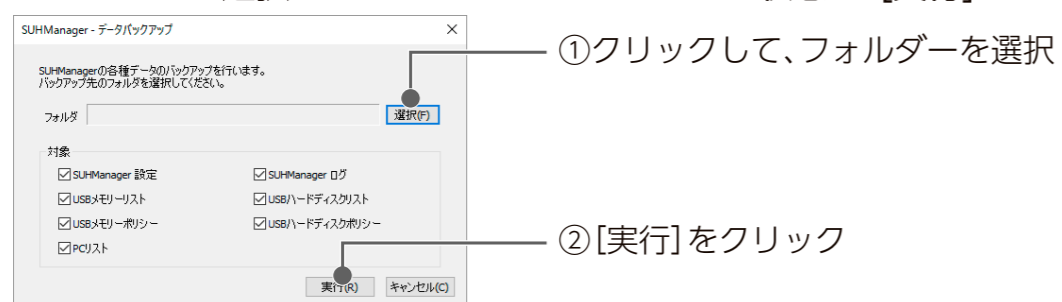 SUHManager - データバックアップ
①クリックして、フォルダーを選択
SUHManagerの各種データのバックアップを行います。
バックアップ先のフォルダを選択してください。
フォルダ 選択(F)
対象
SUHManager 設定 SUHManager ログ
USBメモリーリスト USBハードディスクリスト
USBメモリーポリシー USBハードディスクポリシー
②[実行]をクリック
PCリスト
実行(R) キャンセル(C)